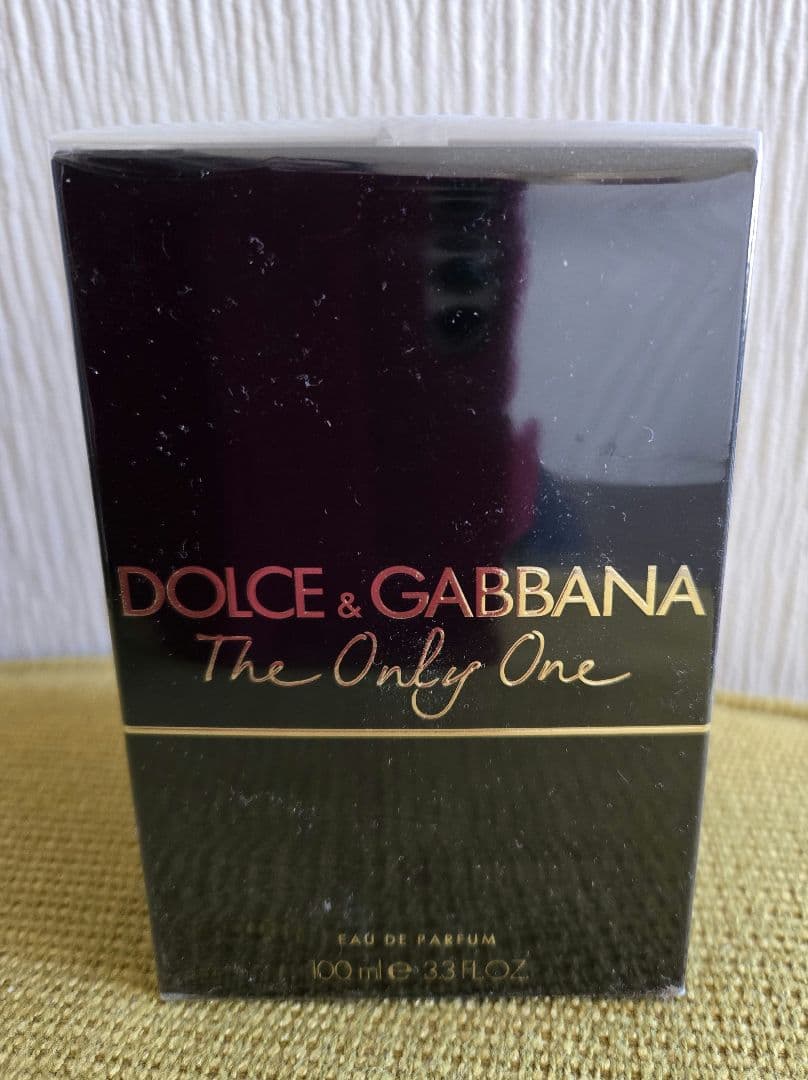 DOLCE & GABBANA
The Only One
EAU DE PARFUM
100 ml e 3.3 FL.OZ.